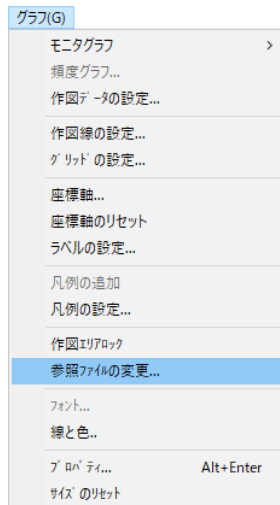 グラフ(G)
モニタグラフ >
頻度グラフ...
作図ﾃﾞｰﾀの設定...
作図線の設定...
ｸﾞﾘｯﾄﾞの設定...
座標軸...
座標軸のリセット
ラベルの設定...
凡例の追加
凡例の設定...
作図ｴﾘｱﾛｯｸ
参照ﾌｧｲﾙの変更...
ﾌｫﾝﾄ...
線と色..
ﾌﾟﾛﾊﾟﾃｨ... Alt+Enter
ｻｲｽﾞのﾘｾｯﾄ